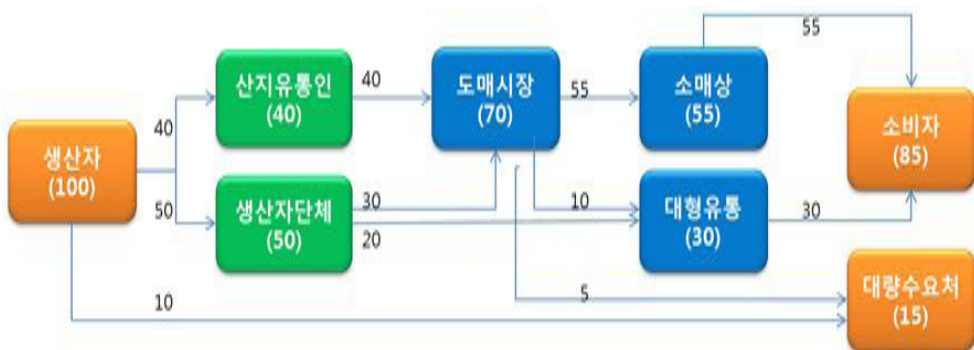 55
산지유통인
(40)
40
도매시장
(70)
55
소매상
(55)
소비자
(85)
40
생산자
(100)
50
생산자단체
(50)
30
20
10
대형유통
(30)
30
10
5
대량수요처
(15)